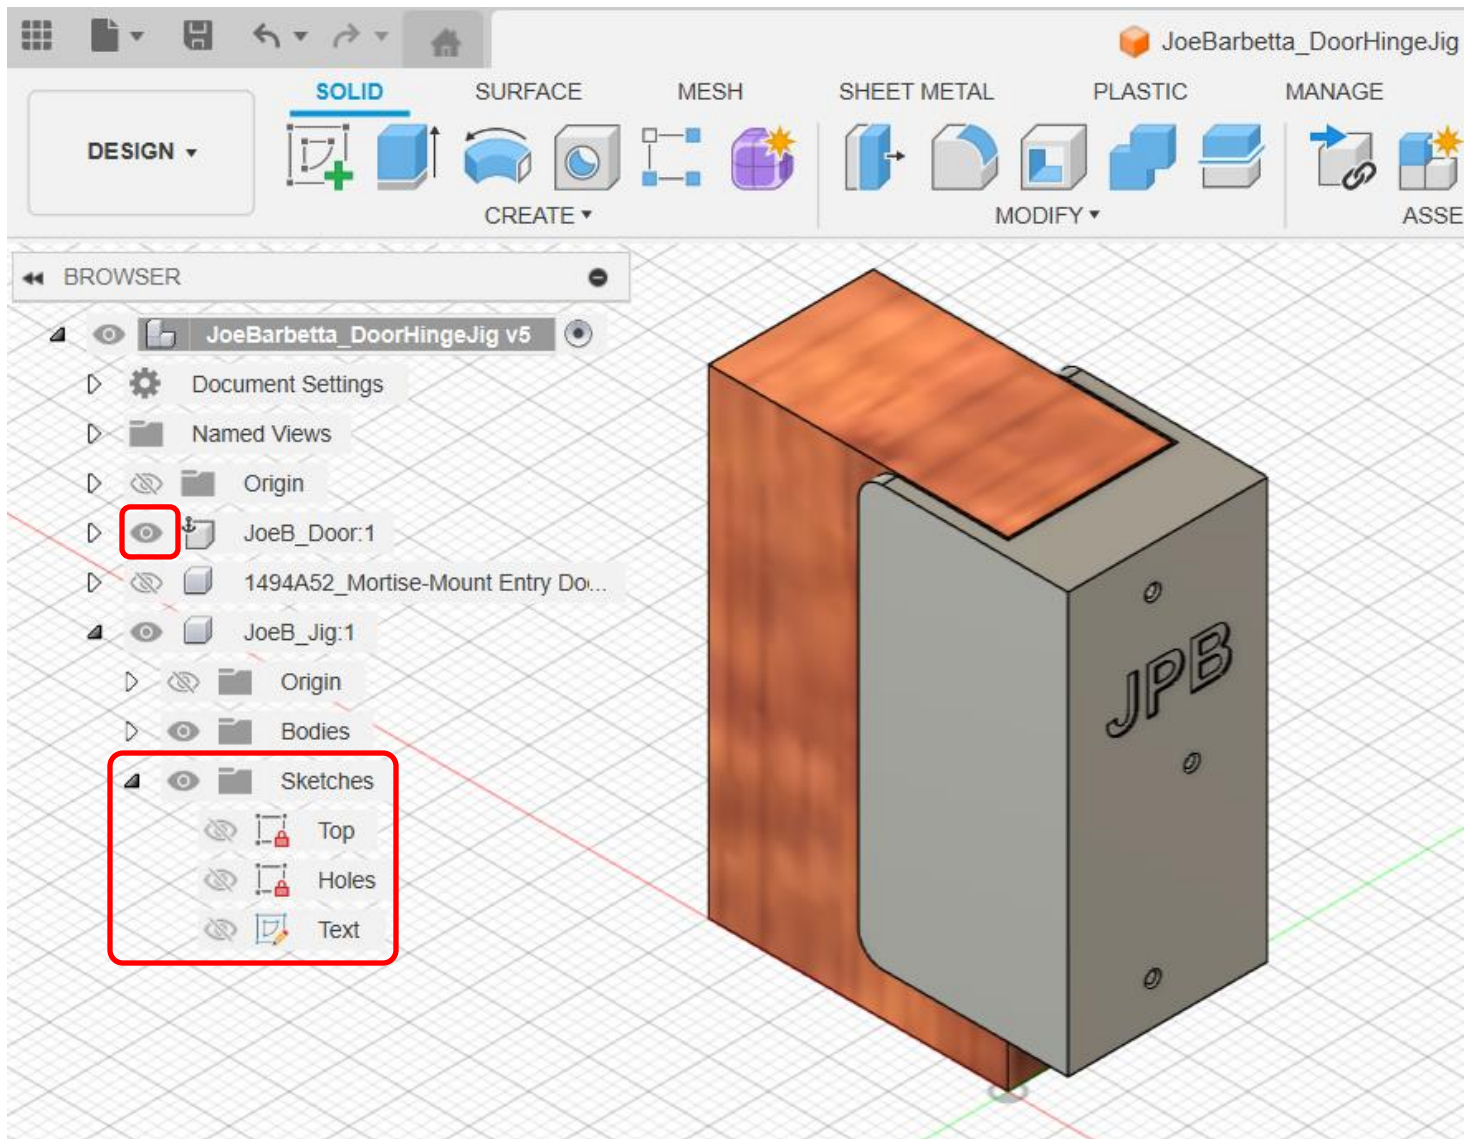 JoeBarbetta_DoorHingeJig
SOLID SURFACE MESH SHEET METAL PLASTIC MANAGE
DESIGN
CREATE MODIFY ASSE
BROWSER
JoeBarbetta_DoorHingeJig v5
Document Settings
Named Views
Origin
JoeB_Door:1
1494A52_Mortise-Mount Entry Do...
JoeB_Jig:1
Origin
Bodies
Sketches
Top
Holes
Text
JPB